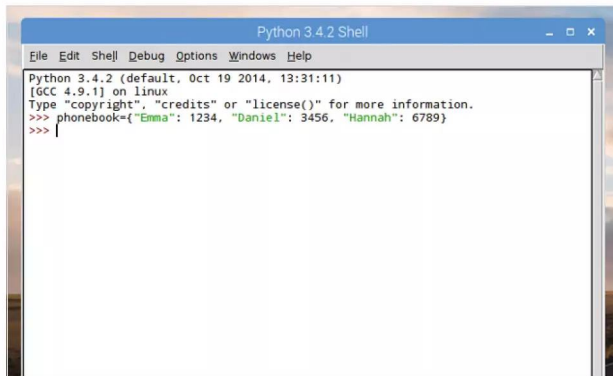 Python 3.4.2 Shell
File Edit Shell Debug Options Windows Help
Python 3.4.2 (default, Oct 19 2014, 13:31:11)
[GCC 4.9.1] on linux
Type "copyright", "credits" or "license()" for more information.
>>> phonebook={"Emma": 1234, "Daniel": 3456, "Hannah": 6789}
>>>